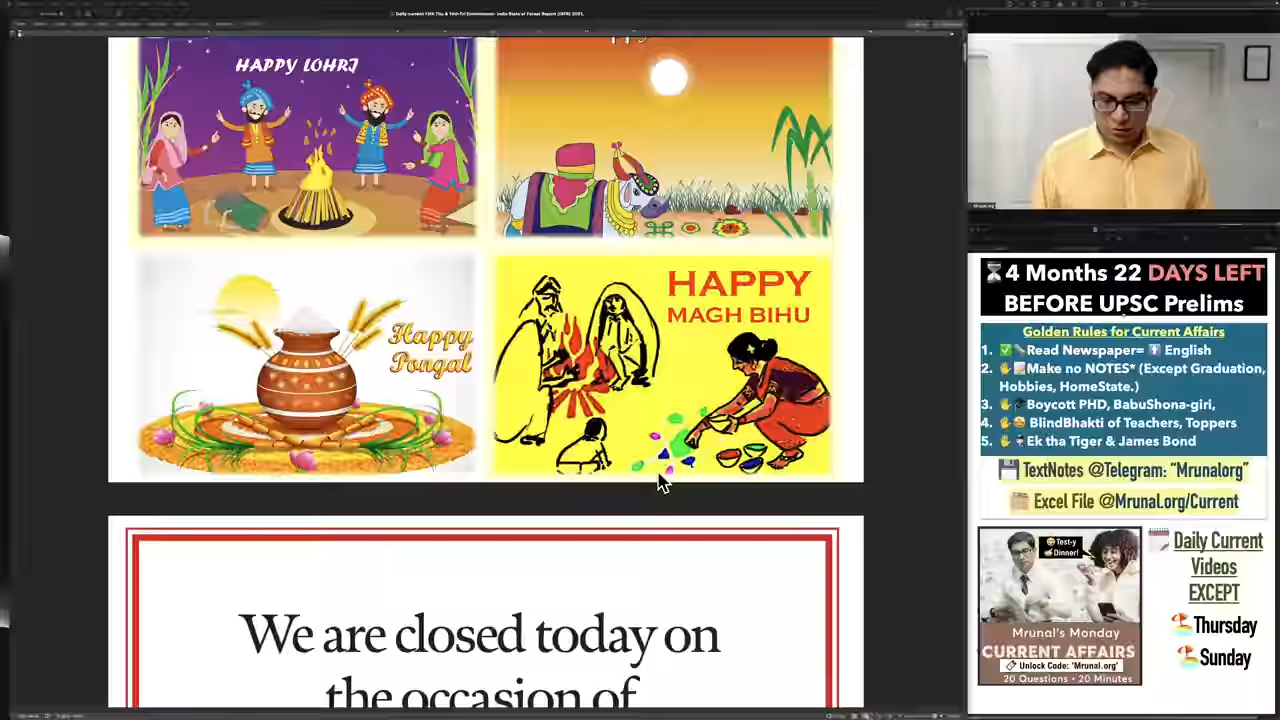 HAPPY LOHRI
Happy
Pongal
HAPPY
MAGH BIHU
We are closed today on
the occasion of
Mrunal.org
4 Months 22 DAYS LEFT
BEFORE UPSC Prelims
Golden Rules for Current Affairs
1. Read Newspaper= English
2. Make no NOTES* (Except Graduation,
Hobbies, HomeState.)
3. Boycott PHD, BabuShona-giri,
4. BlindBhakti of Teachers, Toppers
5. Ek tha Tiger & James Bond
TextNotes @Telegram: "Mrunalorg"
Excel File @Mrunal.org/Current
Test-y
Dinner!
Mrunal's Monday
CURRENT AFFAIRS
Unlock Code: 'Mrunal.org'
20 Questions • 20 Minutes
Daily Current
Videos
EXCEPT
Thursday
Sunday